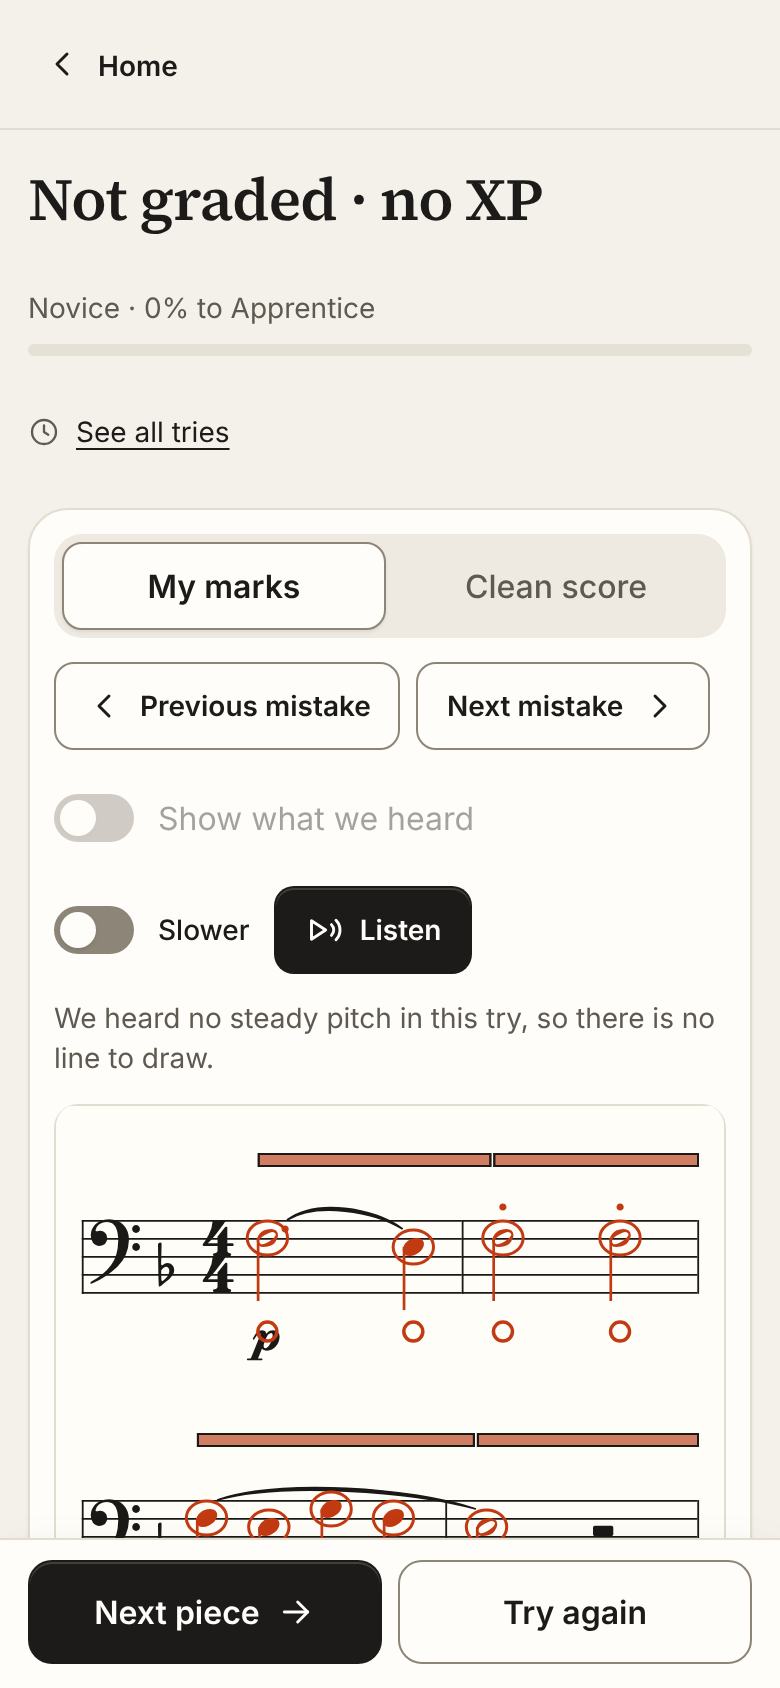 Home
Not graded · no XP
Novice · 0% to Apprentice
See all tries
My marks
Clean score
Previous mistake
Next mistake
Show what we heard
Slower
Listen
We heard no steady pitch in this try, so there is no
line to draw.
4
4
p
Next piece
Try again